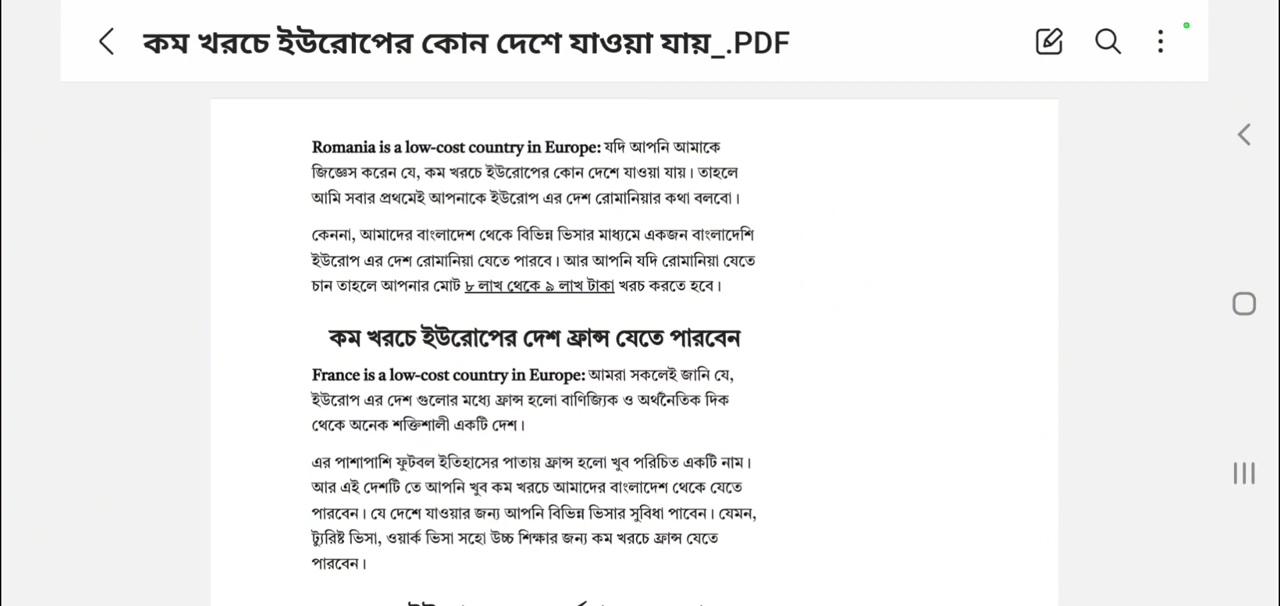 কম খরচে ইউরোপের কোন দেশে যাওয়া যায়_.PDF
Romania is a low-cost country in Europe: যদি আপনি আমাকে
জিজ্ঞেস করেন যে, কম খরচে ইউরোপের কোন দেশে যাওয়া যায়। তাহলে
আমি সবার প্রথমেই আপনাকে ইউরোপ এর দেশ রোমানিয়ার কথা বলবো।
কেননা, আমাদের বাংলাদেশ থেকে বিভিন্ন ভিসার মাধ্যমে একজন বাংলাদেশি
ইউরোপ এর দেশ রোমানিয়া যেতে পারবে। আর আপনি যদি রোমানিয়া যেতে
চান তাহলে আপনার মোট ৮ লাখ থেকে ৯ লাখ টাকা খরচ করতে হবে।
কম খরচে ইউরোপের দেশ ফ্রান্স যেতে পারবেন
France is a low-cost country in Europe: আমরা সকলেই জানি যে,
ইউরোপ এর দেশ গুলোর মধ্যে ফ্রান্স হলো বাণিজ্যিক ও অর্থনৈতিক দিক
থেকে অনেক শক্তিশালী একটি দেশ।
এর পাশাপাশি ফুটবল ইতিহাসের পাতায় ফ্রান্স হলো খুব পরিচিত একটি নাম।
আর এই দেশটি তে আপনি খুব কম খরচে আমাদের বাংলাদেশ থেকে যেতে
পারবেন। যে দেশে যাওয়ার জন্য আপনি বিভিন্ন ভিসার সুবিধা পাবেন। যেমন,
ট্যুরিষ্ট ভিসা, ওয়ার্ক ভিসা সহো উচ্চ শিক্ষার জন্য কম খরচে ফ্রান্স যেতে
পারবেন।